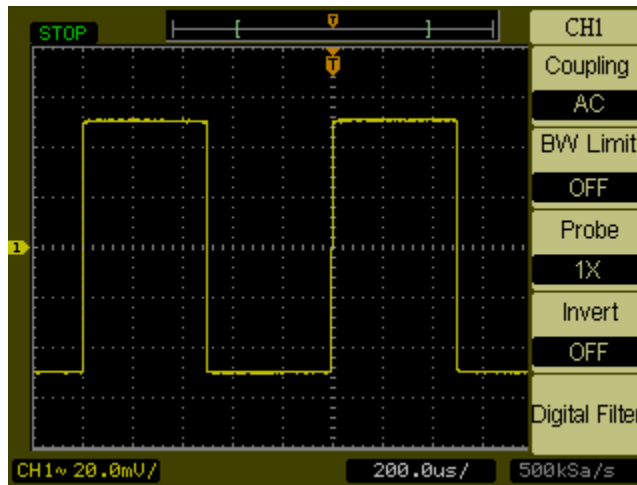 STOP
T
T
1
CH1
Coupling
AC
BW Limit
OFF
Probe
1X
Invert
OFF
Digital Filter
CH1~ 20.0mV/
200.0us/
500kSa/s